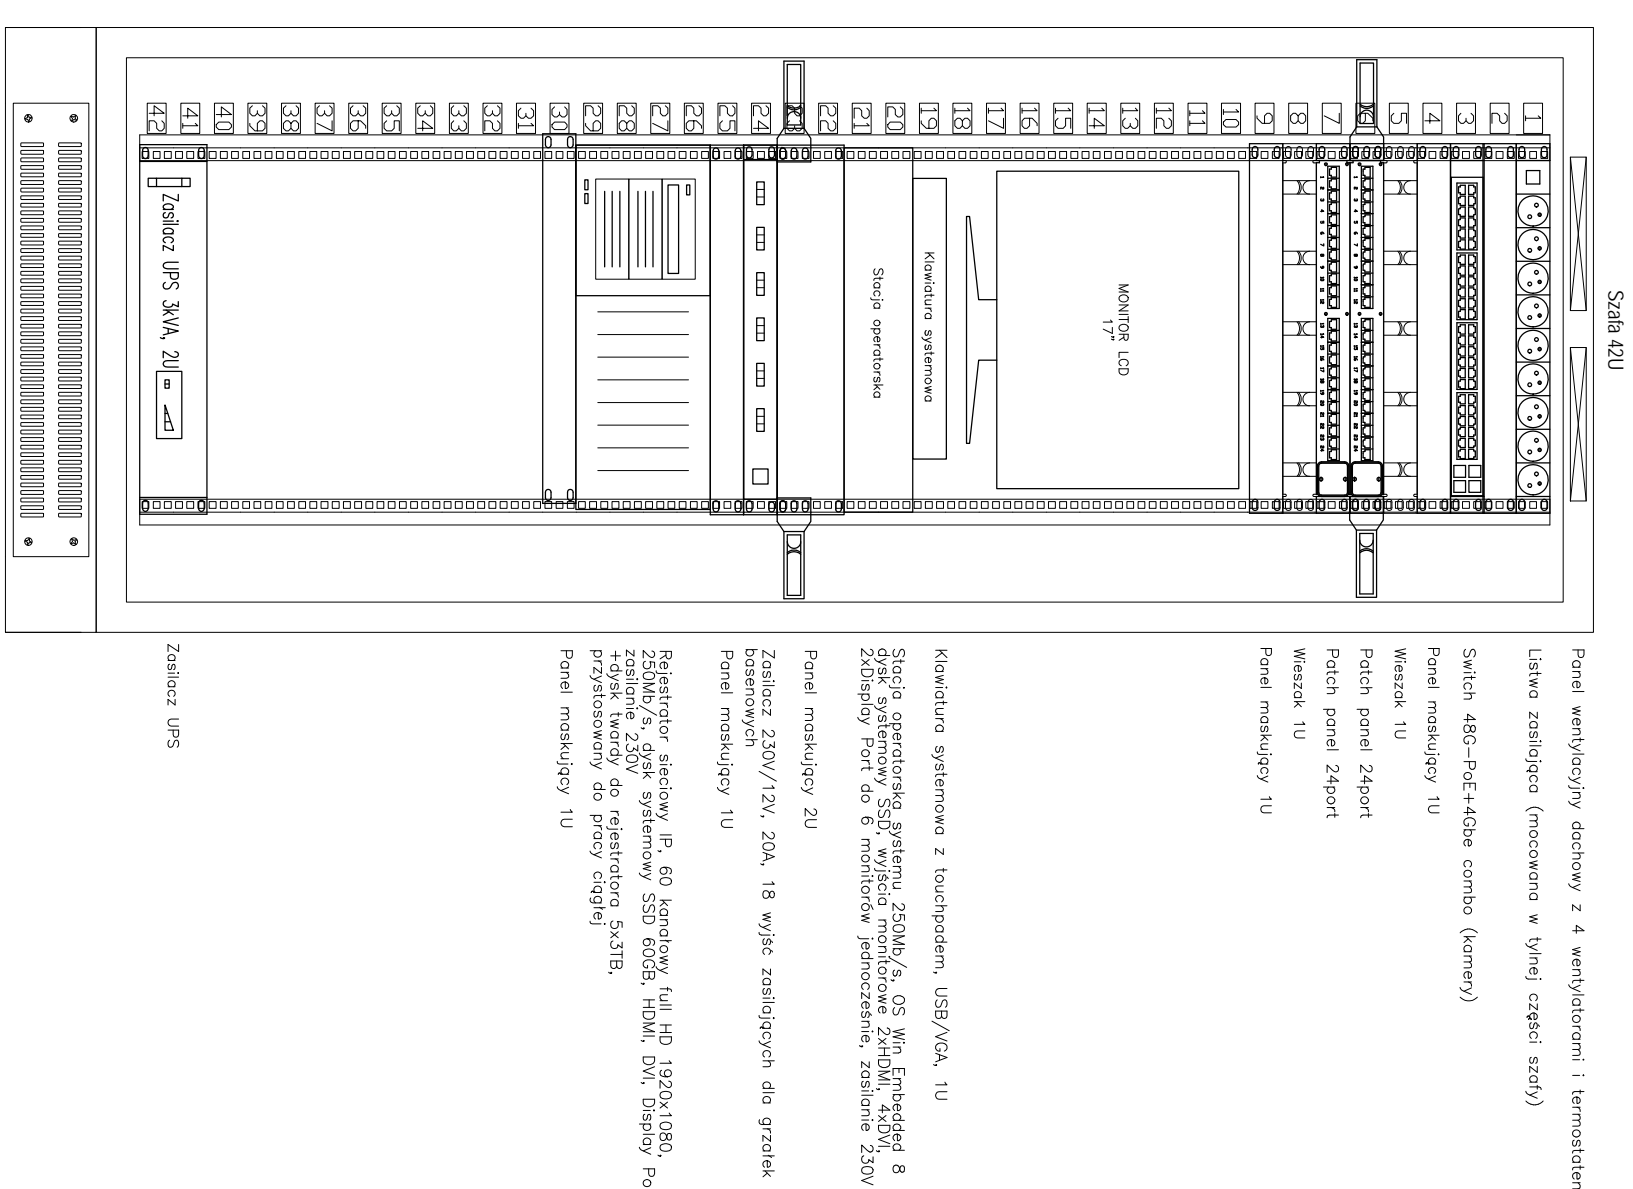 Szafa 42U
1
2
3
4
5
7
8
9
10
11
12
13
14
15
16
17
18
19
20
21
22
24
25
26
27
28
29
30
31
32
33
34
35
36
37
38
39
40
41
42
MONITOR LCD
17"
Klawiatura systemowa
Stacja operatorska
Zasilacz UPS 3kVA, 2U
Panel wentylacyjny dachowy z 4 wentylatorami i termostatem
Listwa zasilająca (mocowana w tylnej części szafy)
Switch 48G-PoE+4Gbe combo (kamery)
Panel maskujący 1U
Wieszak 1U
Patch panel 24port
Patch panel 24port
Wieszak 1U
Panel maskujący 1U
Klawiatura systemowa z touchpadem, USB/VGA, 1U
Stacja operatorska systemu 250Mb/s, OS Win Embedded 8
dysk systemowy SSD, wyjścia monitorowe 2xHDMI, 4xDVI,
2xDisplay Port do 6 monitorów jednocześnie, zasilanie 230V
Panel maskujący 2U
Zasilacz 230V/12V, 20A, 18 wyjść zasilających dla grzałek
basenowych
Panel maskujący 1U
Rejestrator sieciowy IP, 60 kanałowy full HD 1920x1080,
250Mb/s, dysk systemowy SSD 60GB, HDMI, DVI, Display Po
zasilanie 230V
+dysk twardy do rejestratora 5x3TB,
przystosowany do pracy ciągłej
Panel maskujący 1U
Zasilacz UPS